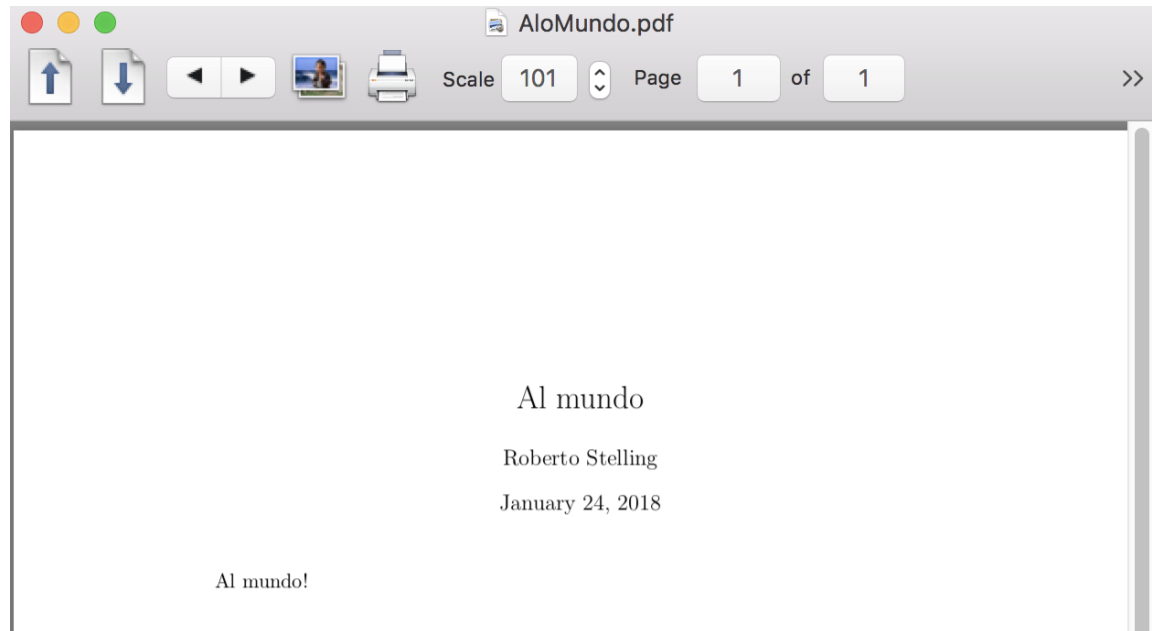 AloMundo.pdf
Scale 101 Page 1 of 1 >>
Al mundo
Roberto Stelling
January 24, 2018
Al mundo!